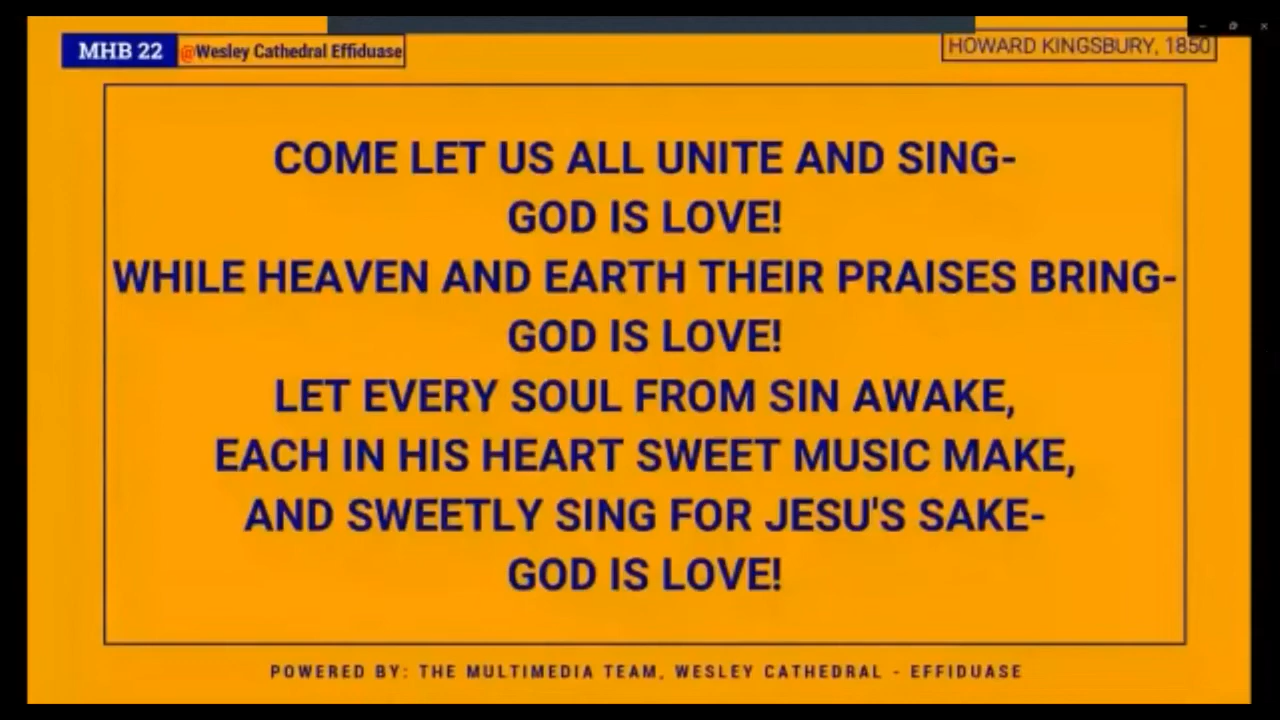 MHB 22 @Wesley Cathedral Effiduase
HOWARD KINGSBURY, 1850
COME LET US ALL UNITE AND SING-
GOD IS LOVE!
WHILE HEAVEN AND EARTH THEIR PRAISES BRING-
GOD IS LOVE!
LET EVERY SOUL FROM SIN AWAKE,
EACH IN HIS HEART SWEET MUSIC MAKE,
AND SWEETLY SING FOR JESU'S SAKE-
GOD IS LOVE!
POWERED BY: THE MULTIMEDIA TEAM, WESLEY CATHEDRAL - EFFIDUASE